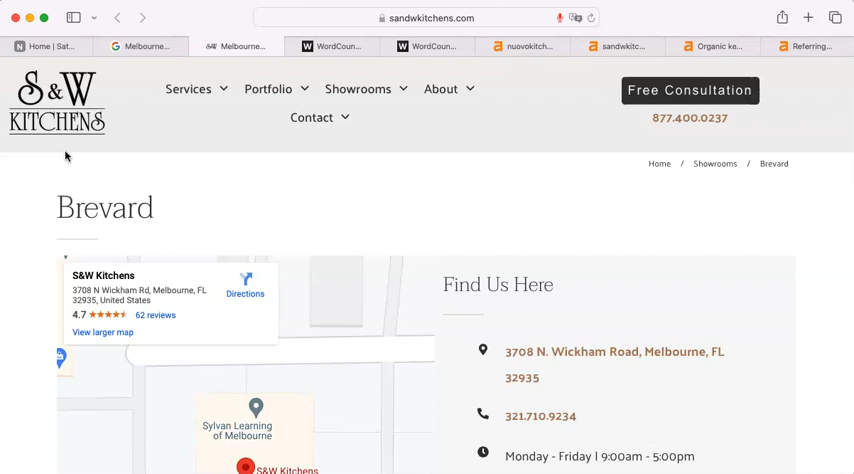 sandwkitchens.com
Home | Sat...
Melbourne...
Melbourne...
WordCoun...
WordCoun...
nuovokitch...
sandwkitc...
Organic ke...
Referring...
S&W
KITCHENS
Services
Portfolio
Showrooms
About
Contact
Free Consultation
877.400.0237
Home / Showrooms / Brevard
Brevard
S&W Kitchens
3708 N Wickham Rd, Melbourne, FL
32935, United States
4.7
62 reviews
View larger map
Directions
Sylvan Learning
of Melbourne
S&W Kitchens
Find Us Here
3708 N. Wickham Road, Melbourne, FL
32935
321.710.9234
Monday - Friday | 9:00am - 5:00pm